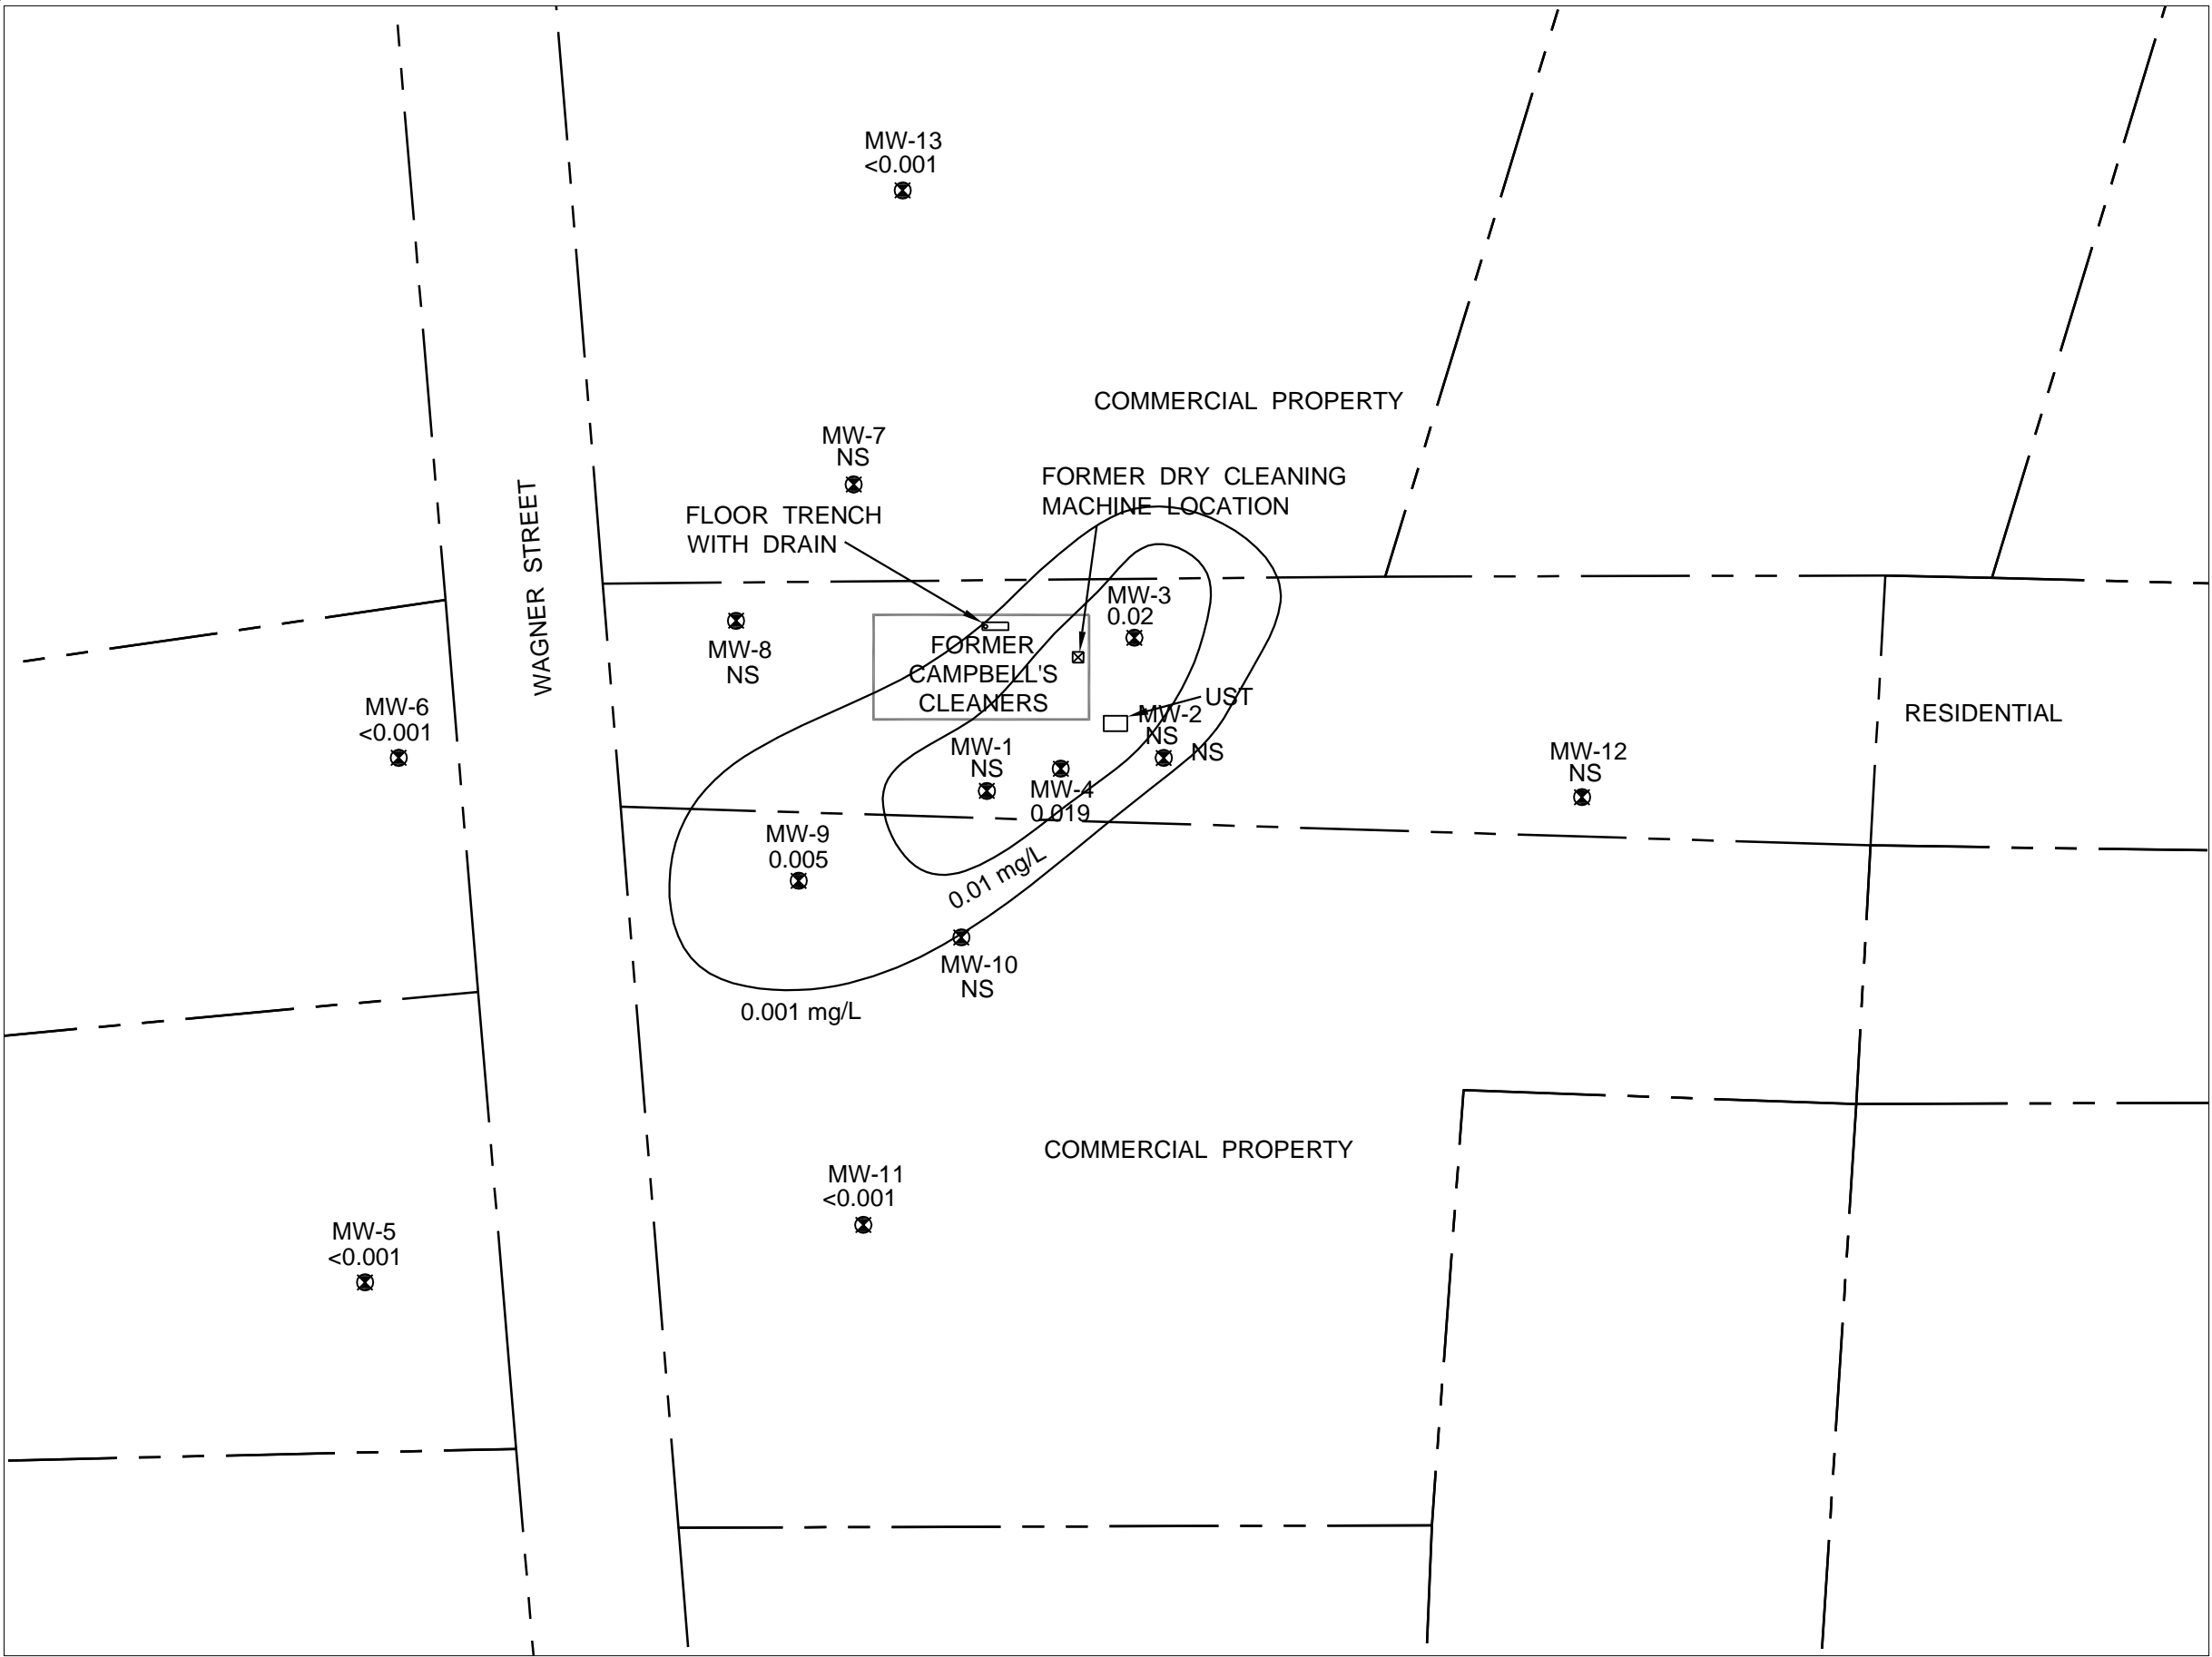 MW-13
<0.001
COMMERCIAL PROPERTY
MW-7
NS
FORMER DRY CLEANING
MACHINE LOCATION
FLOOR TRENCH
WITH DRAIN
WAGNER STREET
MW-3
0.02
MW-8
NS
FORMER
CAMPBELL'S
CLEANERS
UST
MW-6
<0.001
MW-2
NS
NS
RESIDENTIAL
MW-1
NS
MW-12
NS
MW-4
0.019
MW-9
0.005
0.01 mg/L
MW-10
NS
0.001 mg/L
COMMERCIAL PROPERTY
MW-11
<0.001
MW-5
<0.001